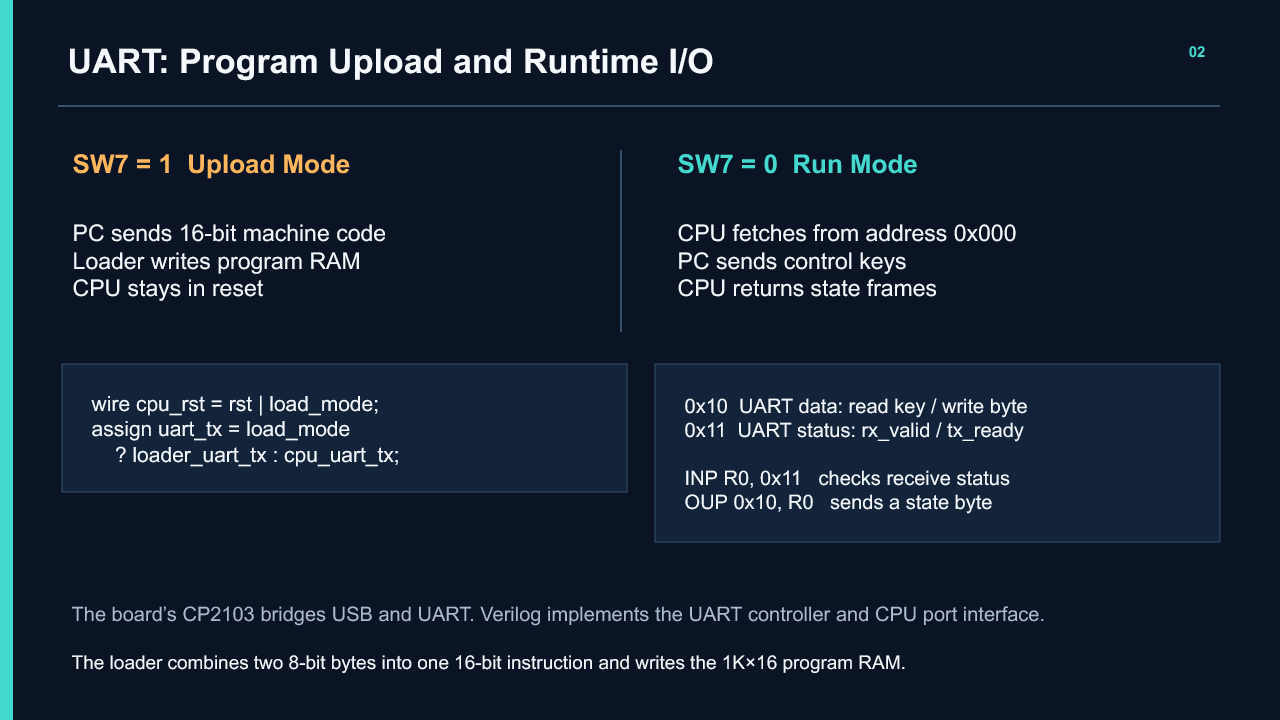 UART: Program Upload and Runtime I/O
02
SW7 = 1  Upload Mode
PC sends 16-bit machine code
Loader writes program RAM
CPU stays in reset
SW7 = 0  Run Mode
CPU fetches from address 0x000
PC sends control keys
CPU returns state frames
wire cpu_rst = rst | load_mode;
assign uart_tx = load_mode
    ? loader_uart_tx : cpu_uart_tx;
0x10  UART data: read key / write byte
0x11  UART status: rx_valid / tx_ready
INP R0, 0x11   checks receive status
OUP 0x10, R0   sends a state byte
The board’s CP2103 bridges USB and UART. Verilog implements the UART controller and CPU port interface.
The loader combines two 8-bit bytes into one 16-bit instruction and writes the 1K×16 program RAM.